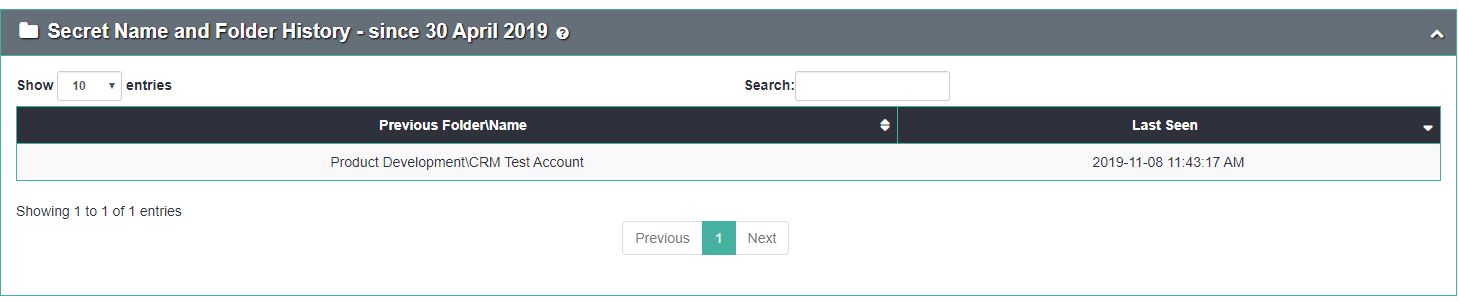 Secret Name and Folder History - since 30 April 2019 ?
Show 10 entries Search:
Previous Folder\Name Last Seen
Product Development\CRM Test Account 2019-11-08 11:43:17 AM
Showing 1 to 1 of 1 entries
Previous 1 Next